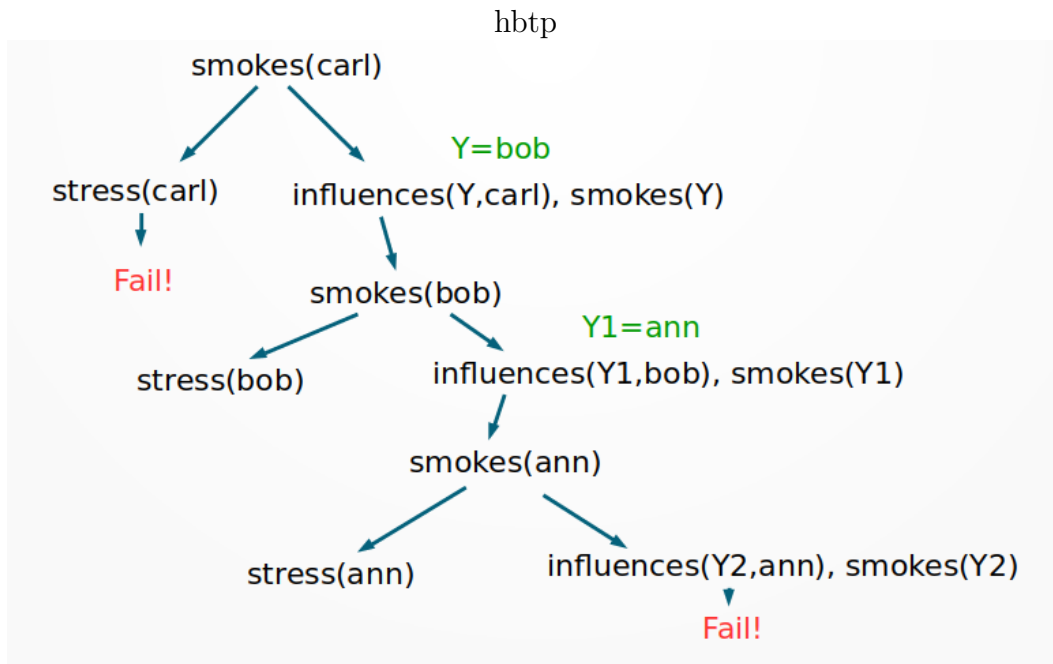 hbtp
smokes(carl)
Y=bob
stress(carl)
influences(Y,carl), smokes(Y)
Fail!
smokes(bob)
Y1=ann
stress(bob)
influences(Y1,bob), smokes(Y1)
smokes(ann)
stress(ann)
influences(Y2,ann), smokes(Y2)
Fail!